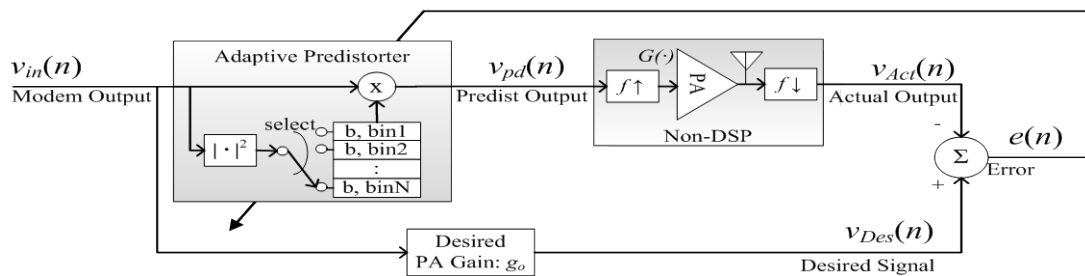 Adaptive Predistorter
v_in(n)
Modem Output
v_pd(n)
Predist Output
G(·)
f↑
PA
f↓
Non-DSP
v_Act(n)
Actual Output
select
| · |²
x
b, bin1
b, bin2
:
b, binN
-
Σ
+
e(n)
Error
Desired
PA Gain: g_o
v_Des(n)
Desired Signal